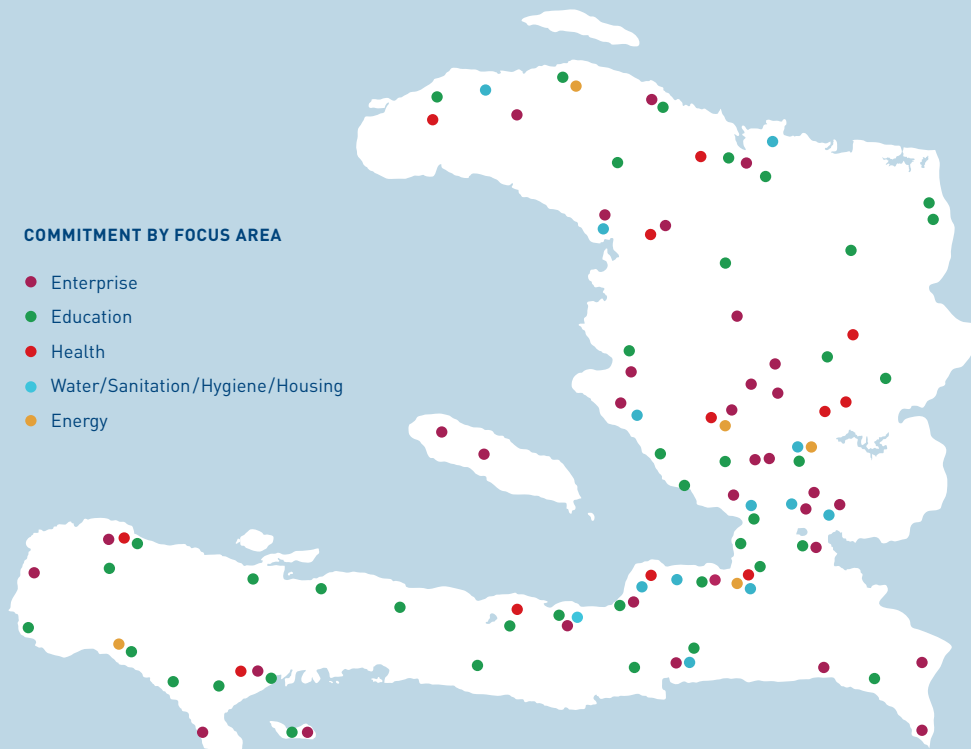 COMMITMENT BY FOCUS AREA
Enterprise
Education
Health
Water/Sanitation/Hygiene/Housing
Energy